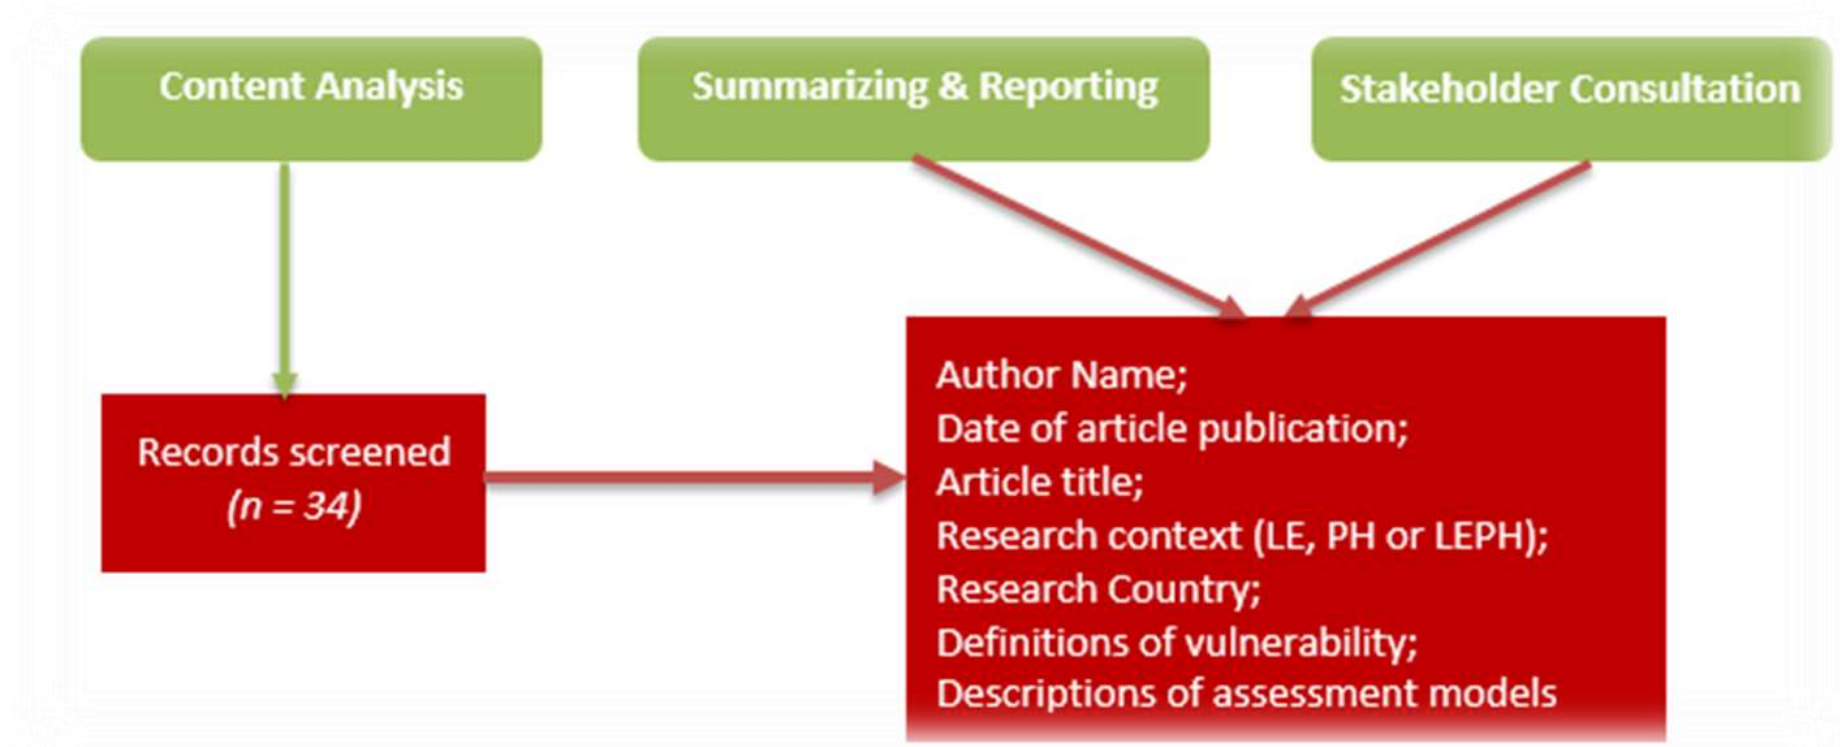 Content Analysis
Summarizing & Reporting
Stakeholder Consultation
Records screened
(n = 34)
Author Name;
Date of article publication;
Article title;
Research context (LE, PH or LEPH);
Research Country;
Definitions of vulnerability;
Descriptions of assessment models